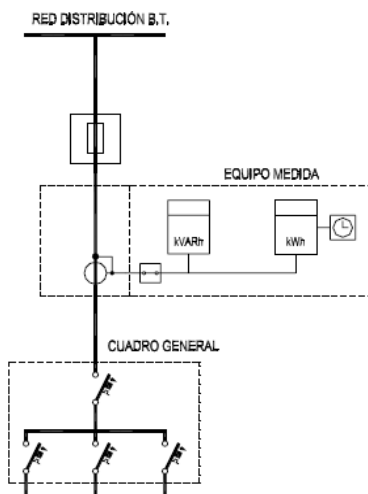 RED DISTRIBUCIÓN B.T.
EQUIPO MEDIDA
kVARh
kWh
CUADRO GENERAL